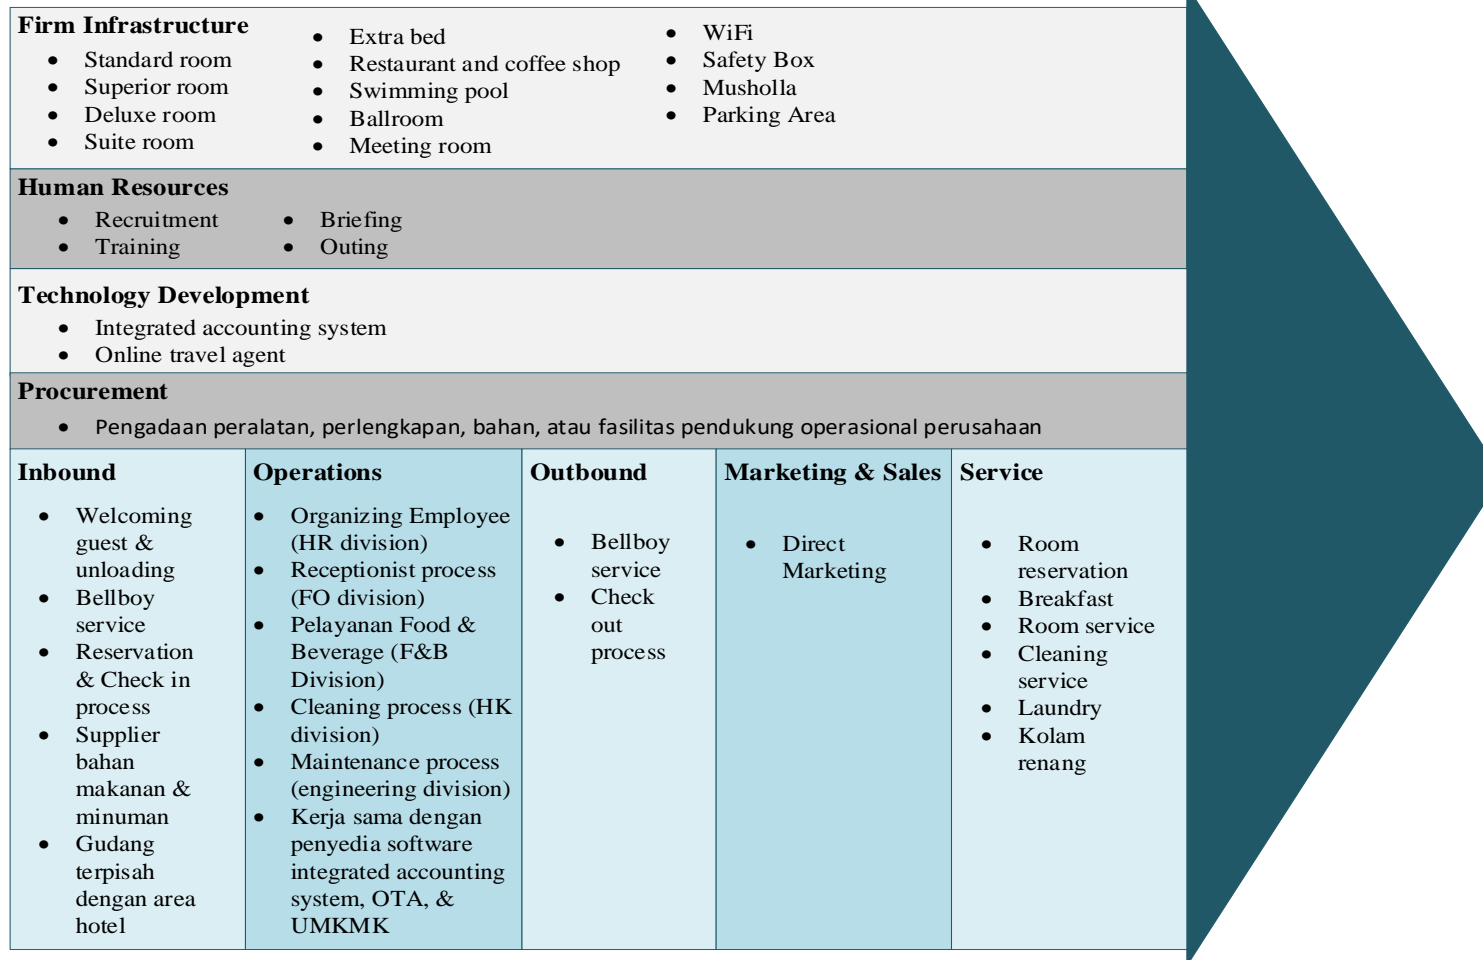 Firm Infrastructure
• Standard room
• Superior room
• Deluxe room
• Suite room
• Extra bed
• Restaurant and coffee shop
• Swimming pool
• Ballroom
• Meeting room
• WiFi
• Safety Box
• Musholla
• Parking Area
Human Resources
• Recruitment
• Training
• Briefing
• Outing
Technology Development
• Integrated accounting system
• Online travel agent
Procurement
• Pengadaan peralatan, perlengkapan, bahan, atau fasilitas pendukung operasional perusahaan
Inbound
• Welcoming
guest &
unloading
• Bellboy
service
• Reservation
& Check in
process
• Supplier
bahan
makanan &
minuman
• Gudang
terpisah
dengan area
hotel
Operations
• Organizing Employee
(HR division)
• Receptionist process
(FO division)
• Pelayanan Food &
Beverage (F&B
Division)
• Cleaning process (HK
division)
• Maintenance process
(engineering division)
• Kerja sama dengan
penyedia software
integrated accounting
system, OTA, &
UMKMK
Outbound
• Bellboy
service
• Check
out
process
Marketing & Sales
• Direct
Marketing
Service
• Room
reservation
• Breakfast
• Room service
• Cleaning
service
• Laundry
• Kolam
renang